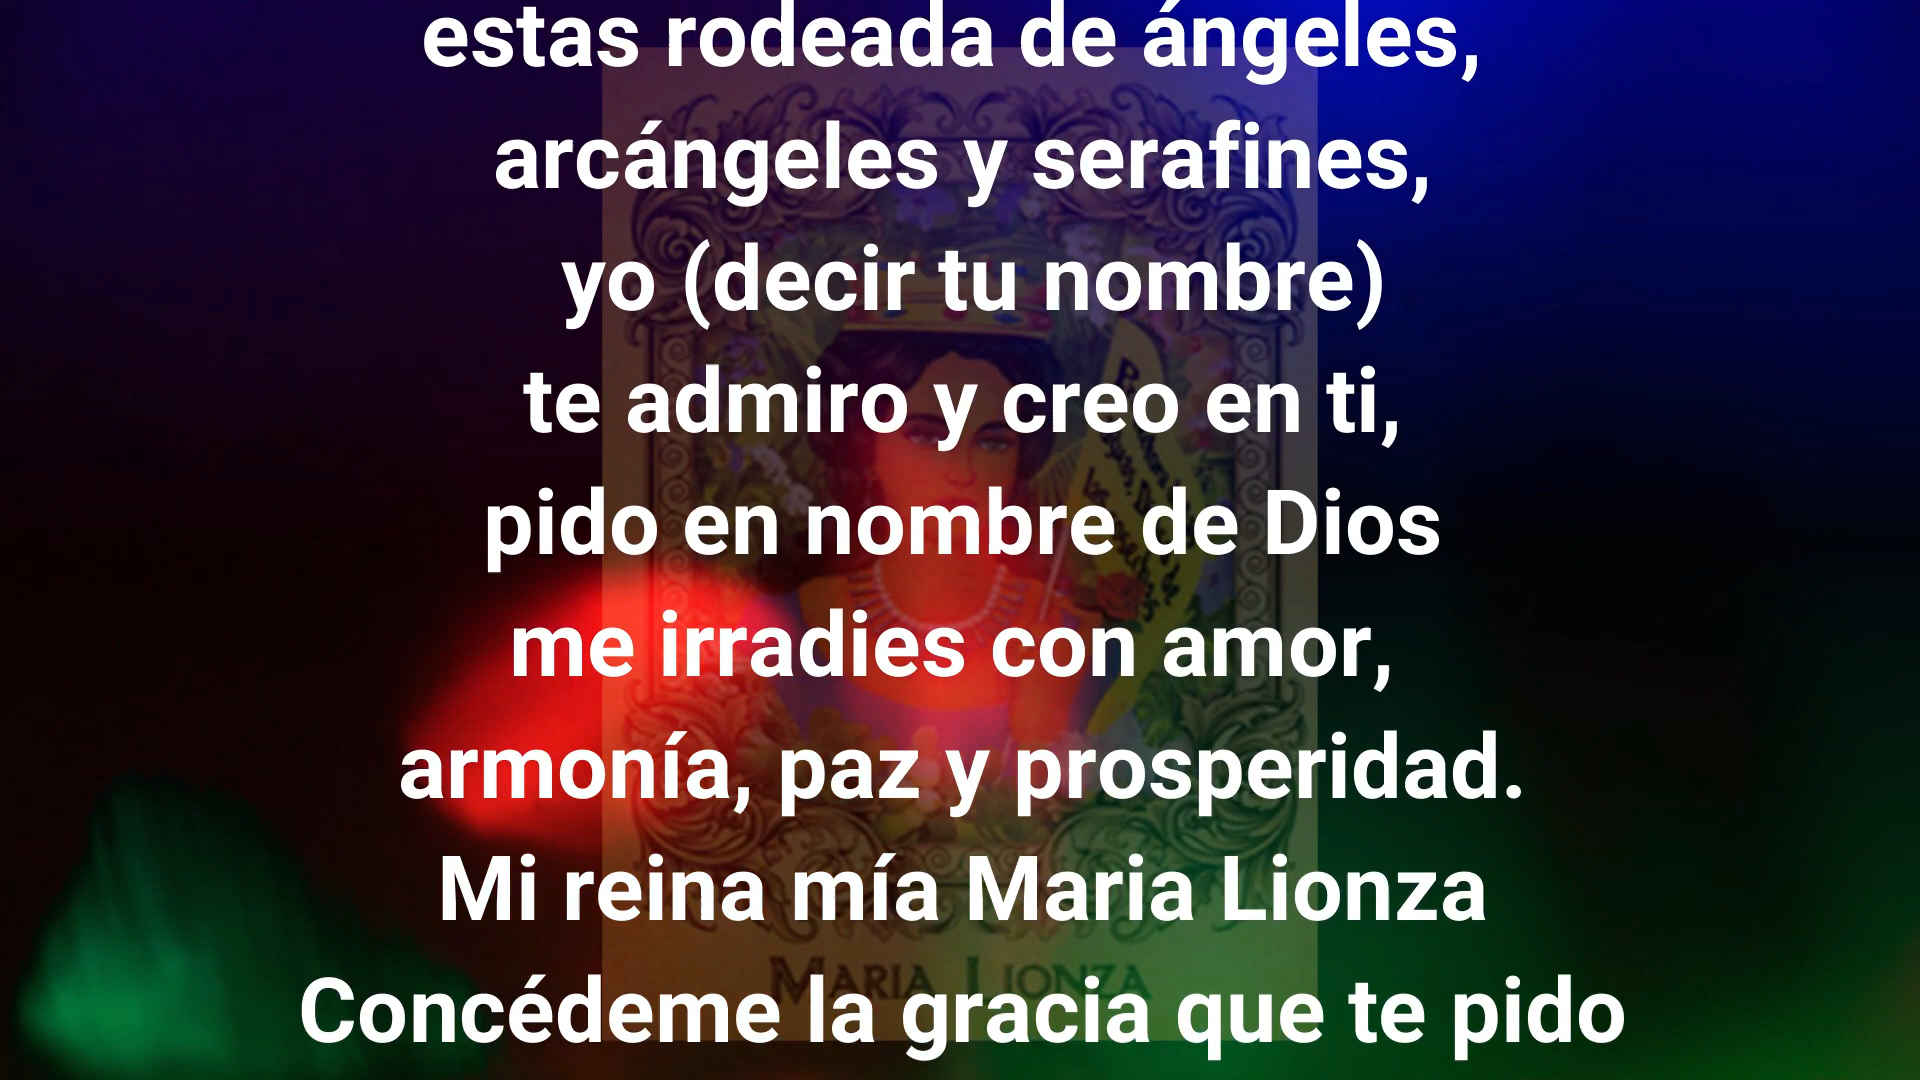 estas rodeada de ángeles,
arcángeles y serafines,
yo (decir tu nombre)
te admiro y creo en ti,
pido en nombre de Dios
me irradies con amor,
armonía, paz y prosperidad.
Mi reina mía Maria Lionza
MARIA LIONZA
Concédeme la gracia que te pido